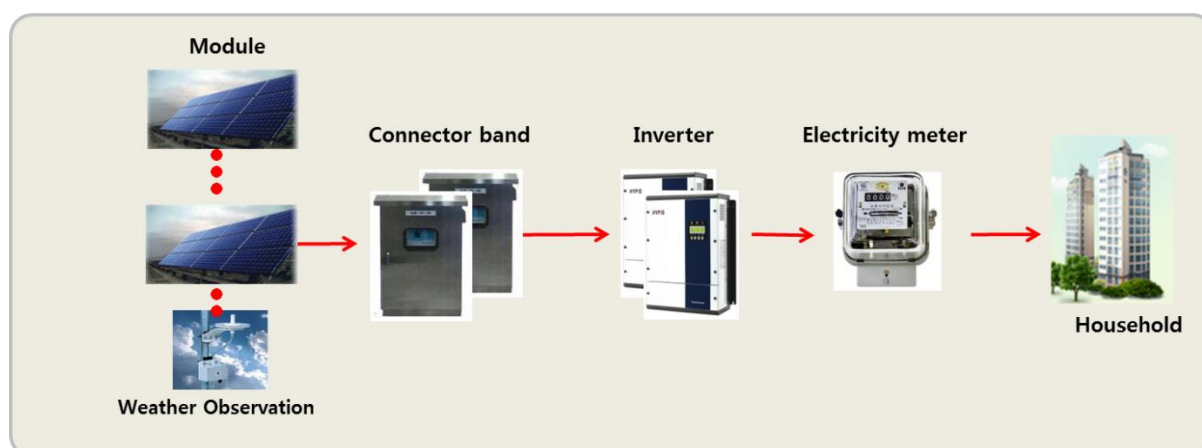 Module
Connector band
Inverter
Electricity meter
Household
Weather Observation